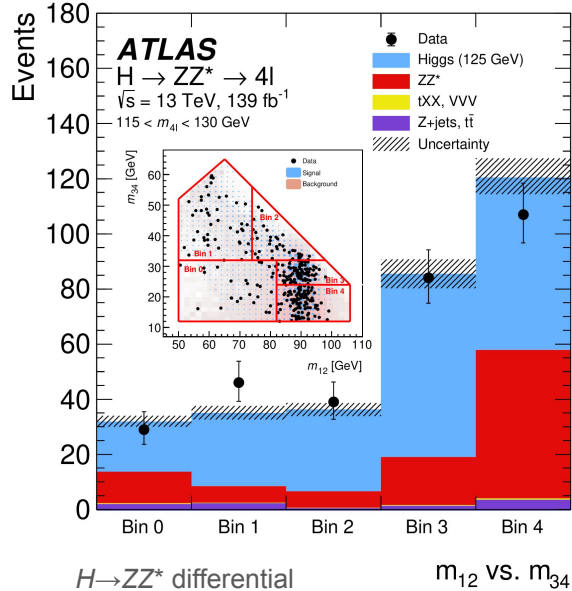 Events
180
160
140
120
100
80
60
40
20
0
ATLAS
H → ZZ* → 4l
√s = 13 TeV, 139 fb⁻¹
115 < m₄ₗ < 130 GeV
Data
Higgs (125 GeV)
ZZ*
tXX, VVV
Z+jets, tt̄
Uncertainty
m₃₄ [GeV]
60
50
40
30
20
10
Data
Signal
Background
Bin 2
Bin 1
Bin 0
Bin 3
Bin 4
50 60 70 80 90 100 110
m₁₂ [GeV]
Bin 0 Bin 1 Bin 2 Bin 3 Bin 4
H→ZZ* differential
m₁₂ vs. m₃₄